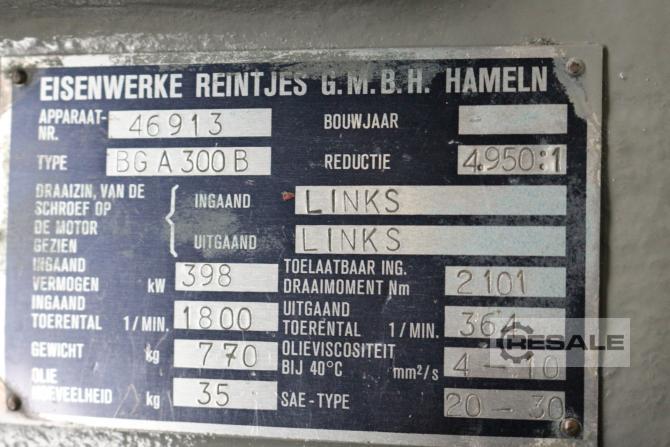 EISENWERKE REINTJES G.M.B.H. HAMELN
APPARAAT-NR. 46913 BOUWJAAR -
TYPE BG A 300 B REDUCTIE 4.950:1
DRAAIZIN, VAN DE SCHROEF OP DE MOTOR GEZIEN
INGAAND LINKS
UITGAAND LINKS
INGAAND VERMOGEN kW 398 TOELAATBAAR ING. DRAAIMOMENT Nm 2101
INGAAND TOERENTAL 1/MIN. 1800 UITGAAND TOERENTAL 1/MIN. 364
GEWICHT kg 770 OLIEVISCOSITEIT BIJ 40°C mm²/s 4-10
OLIE HOEVEELHEID kg 35 SAE-TYPE 20-30
RESALE